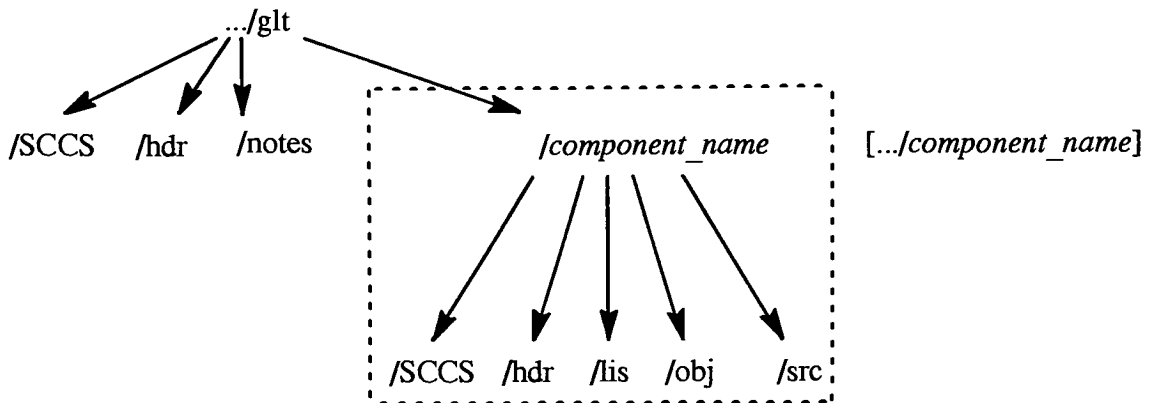 .../glt
/SCCS /hdr /notes /component_name [.../component_name]
/SCCS /hdr /lis /obj /src